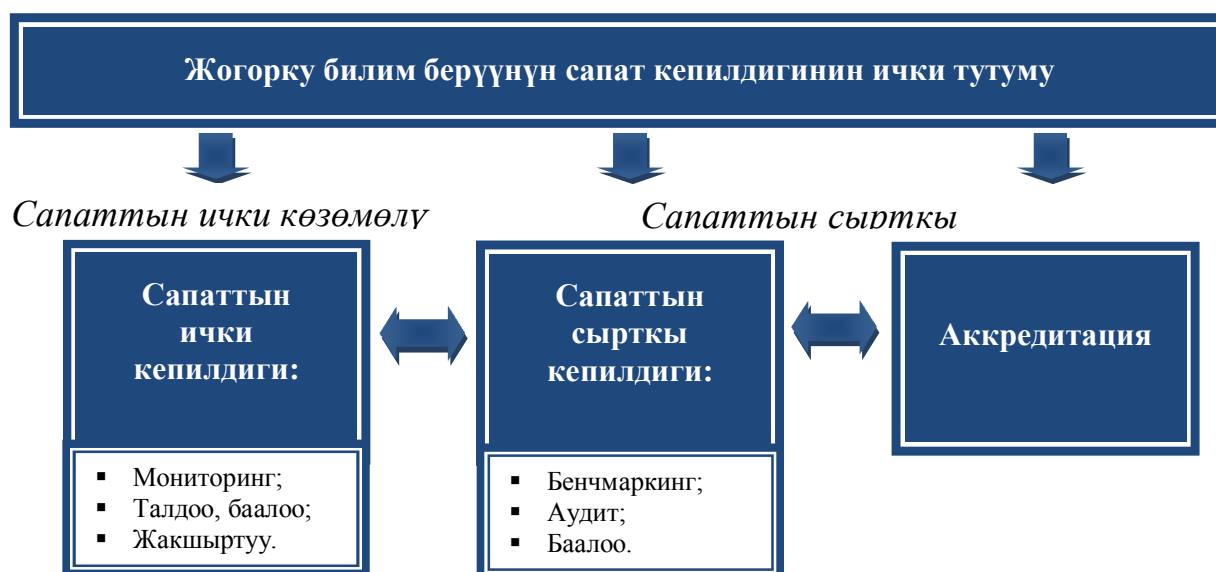 Жогорку билим берүүнүн сапат кепилдигинин ички тутуму
Сапаттын ички көзөмөлү
Сапаттын сырткы
Сапаттын
ички
кепилдиги:
Мониторинг;
Талдоо, баалоо;
Жакшыртуу.
Сапаттын
сырткы
кепилдиги:
Бенчмаркинг;
Аудит;
Баалоо.
Аккредитация